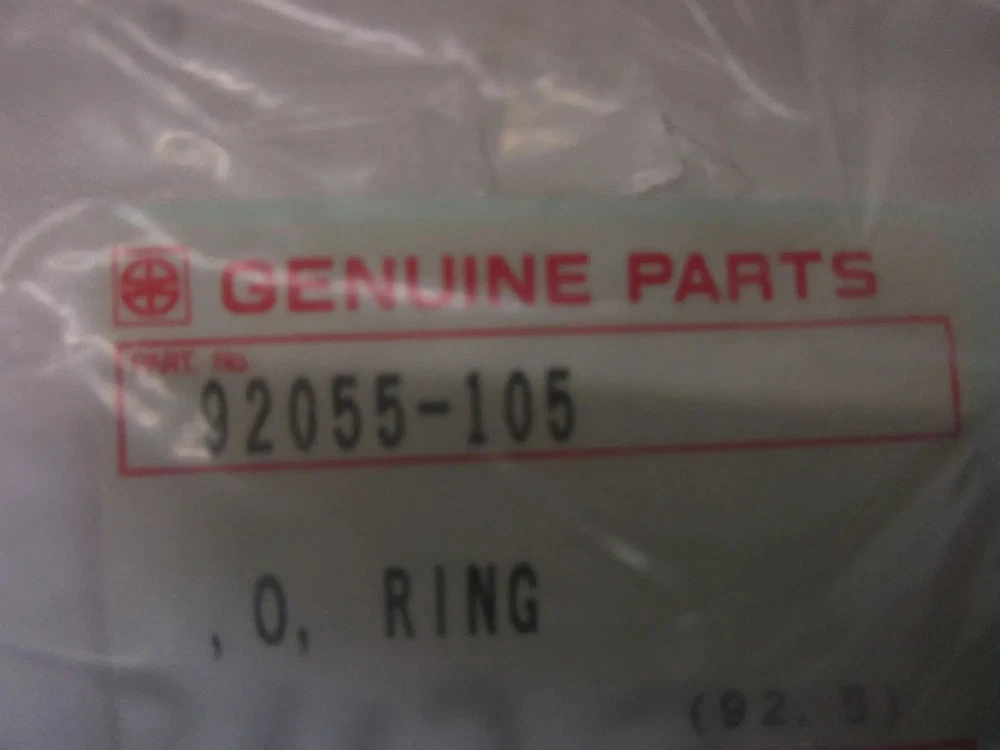 GENUINE PARTS
PART. No.
92055-105
,O, RING